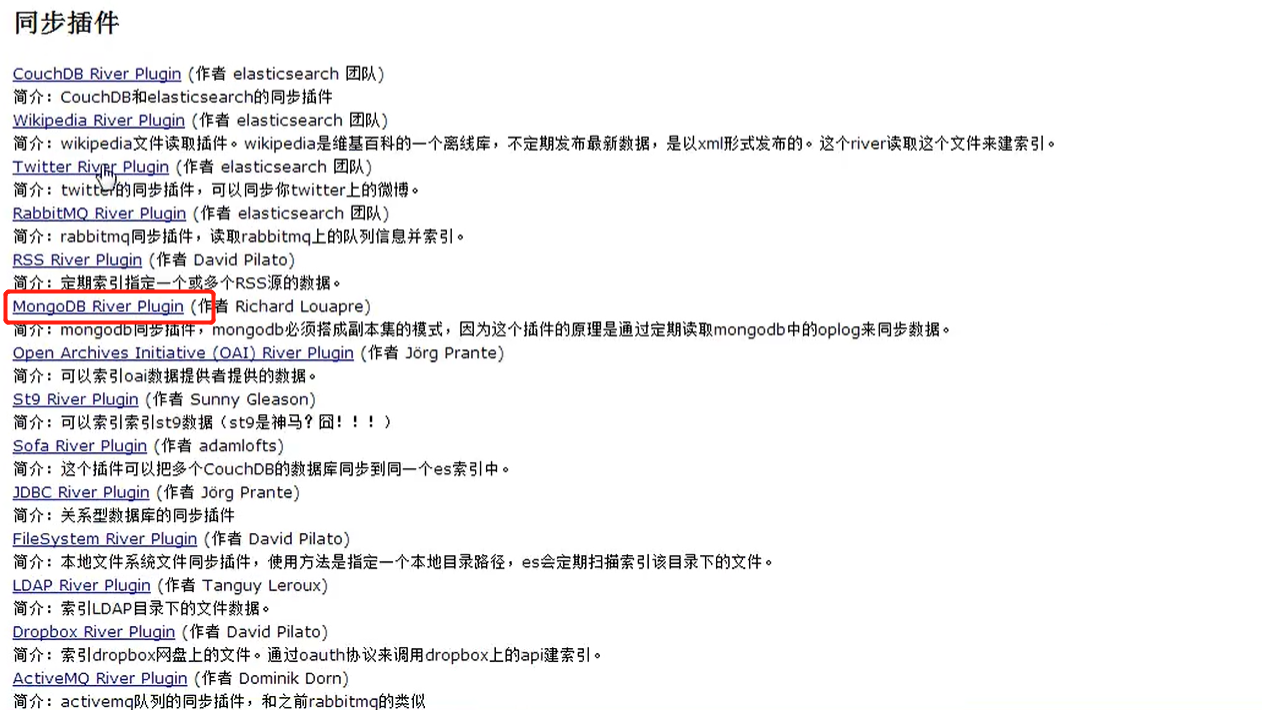 同步插件
CouchDB River Plugin (作者 elasticsearch 团队)
简介：CouchDB和elasticsearch的同步插件
Wikipedia River Plugin (作者 elasticsearch 团队)
简介：wikipedia文件读取插件。wikipedia是维基百科的一个离线库，不定期发布最新数据，是以xml形式发布的。这个river读取这个文件来建索引。
Twitter River Plugin (作者 elasticsearch 团队)
简介：twitter的同步插件，可以同步你twitter上的微博。
RabbitMQ River Plugin (作者 elasticsearch 团队)
简介：rabbitmq同步插件，读取rabbitmq上的队列信息并索引。
RSS River Plugin (作者 David Pilato)
简介：定期索引指定一个或多个RSS源的数据。
MongoDB River Plugin (作者 Richard Louapre)
简介：mongodb同步插件，mongodb必须搭成副本集的模式，因为这个插件的原理是通过定期读取mongodb中的oplog来同步数据。
Open Archives Initiative (OAI) River Plugin (作者 Jörg Prante)
简介：可以索引oai数据提供者提供的数据。
St9 River Plugin (作者 Sunny Gleason)
简介：可以索引索引st9数据（st9是神马？囧！！！）
Sofa River Plugin (作者 adamlofts)
简介：这个插件可以把多个CouchDB的数据库同步到同一个es索引中。
JDBC River Plugin (作者 Jörg Prante)
简介：关系型数据库的同步插件
FileSystem River Plugin (作者 David Pilato)
简介：本地文件系统文件同步插件，使用方法是指定一个本地目录路径，es会定期扫描索引该目录下的文件。
LDAP River Plugin (作者 Tanguy Leroux)
简介：索引LDAP目录下的文件数据。
Dropbox River Plugin (作者 David Pilato)
简介：索引dropbox网盘上的文件。通过oauth协议来调用dropbox上的api建索引。
ActiveMQ River Plugin (作者 Dominik Dorn)
简介：activemq队列的同步插件，和之前rabbitmq的类似